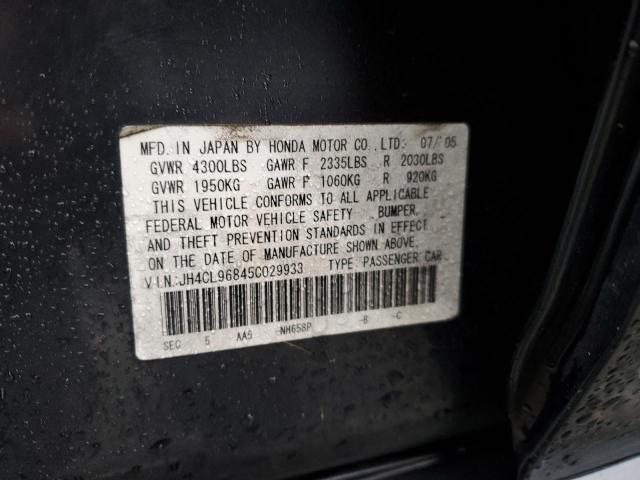 MFD. IN JAPAN BY HONDA MOTOR CO.,LTD. 07/'05
GVWR 4300LBS GAWR F 2335LBS R 2030LBS
GVWR 1950KG GAWR F 1060KG R 920KG
THIS VEHICLE CONFORMS TO ALL APPLICABLE
FEDERAL MOTOR VEHICLE SAFETY, BUMPER,
AND THEFT PREVENTION STANDARDS IN EFFECT
ON THE DATE OF MANUFACTURE SHOWN ABOVE.
V.I.N.:JH4CL96845C029933 TYPE: PASSENGER CAR
SEC 5 AA5 -NH658P -B -C